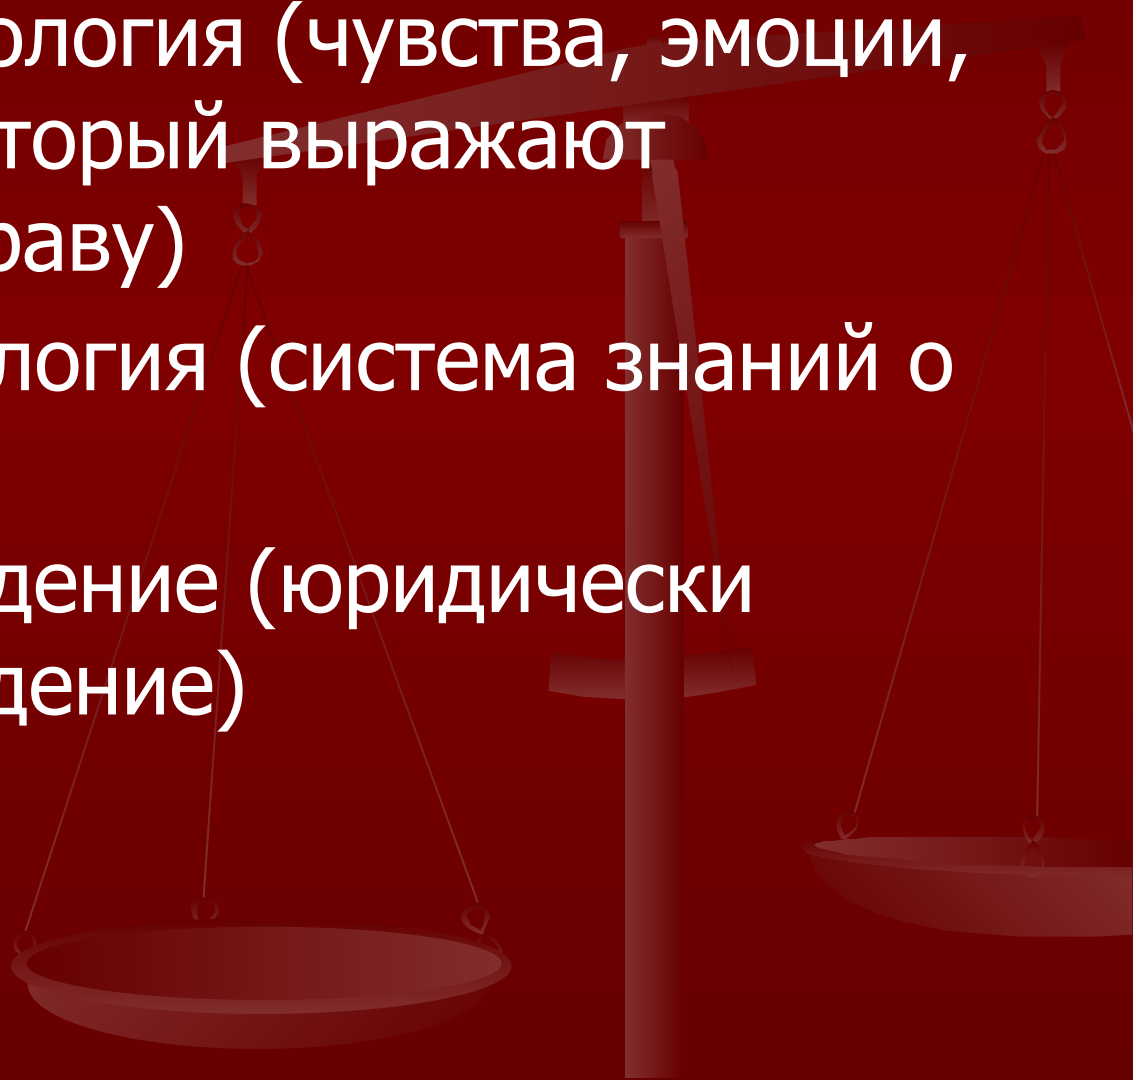 ология (чувства, эмоции,
торый выражают
раву)
логия (система знаний о
дение (юридически
дение)